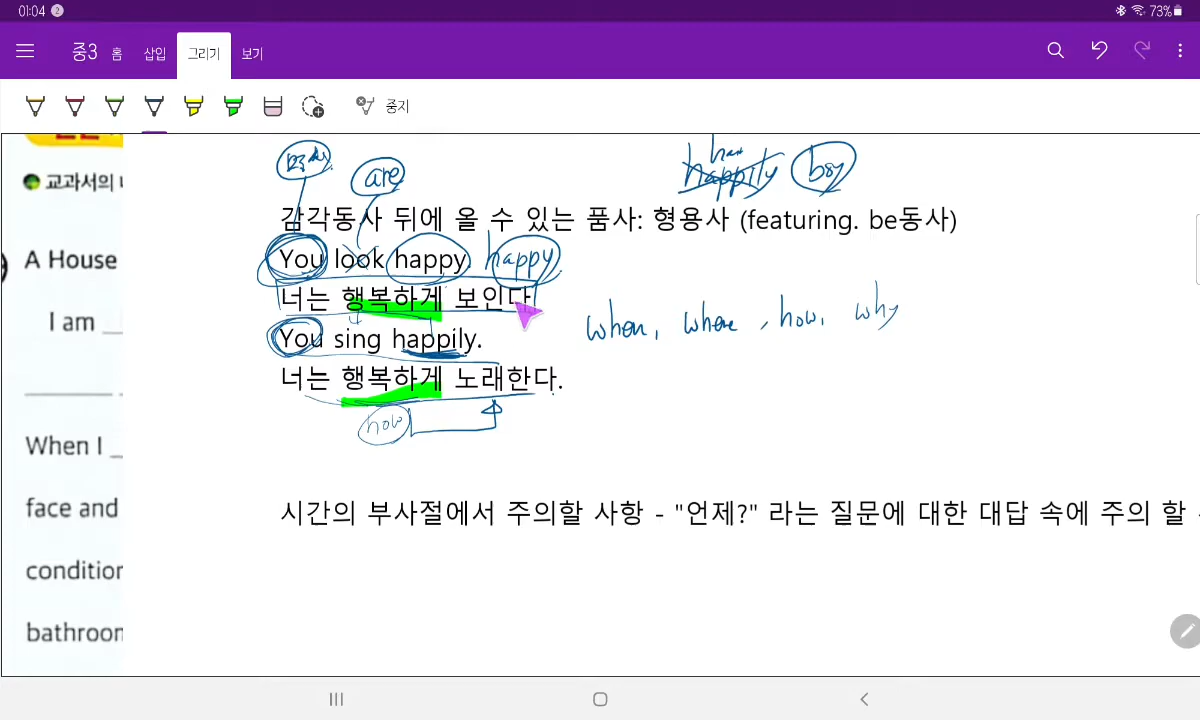 01:04 2 73%
중3 홈 삽입 그리기 보기
중지
교과서의
are
happily boy
감각동사 뒤에 올 수 있는 품사: 형용사 (featuring. be동사)
A House
You look happy. happy
너는 행복하게 보인다
I am
when, where, how, why
You sing happily.
너는 행복하게 노래한다.
how
When I
face and
시간의 부사절에서 주의할 사항 - "언제?" 라는 질문에 대한 대답 속에 주의 할
condition
bathroom